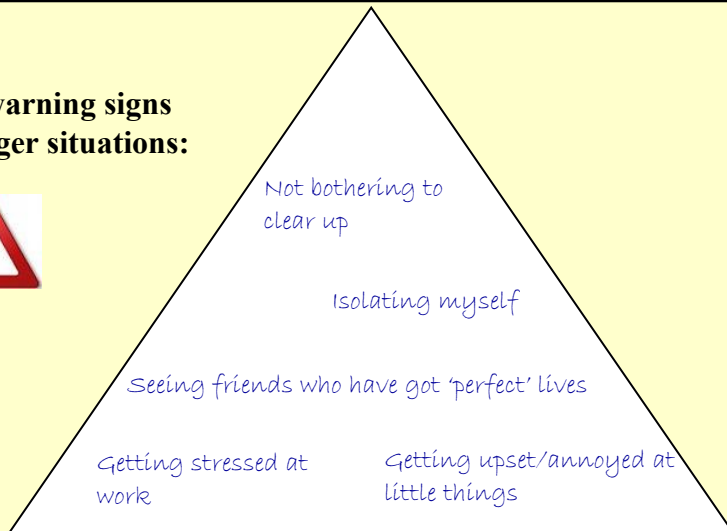 warning signs
ger situations:
Not bothering to
clear up
Isolating myself
Seeing friends who have got ‘perfect’ lives
Getting stressed at
work
Getting upset/annoyed at
little things